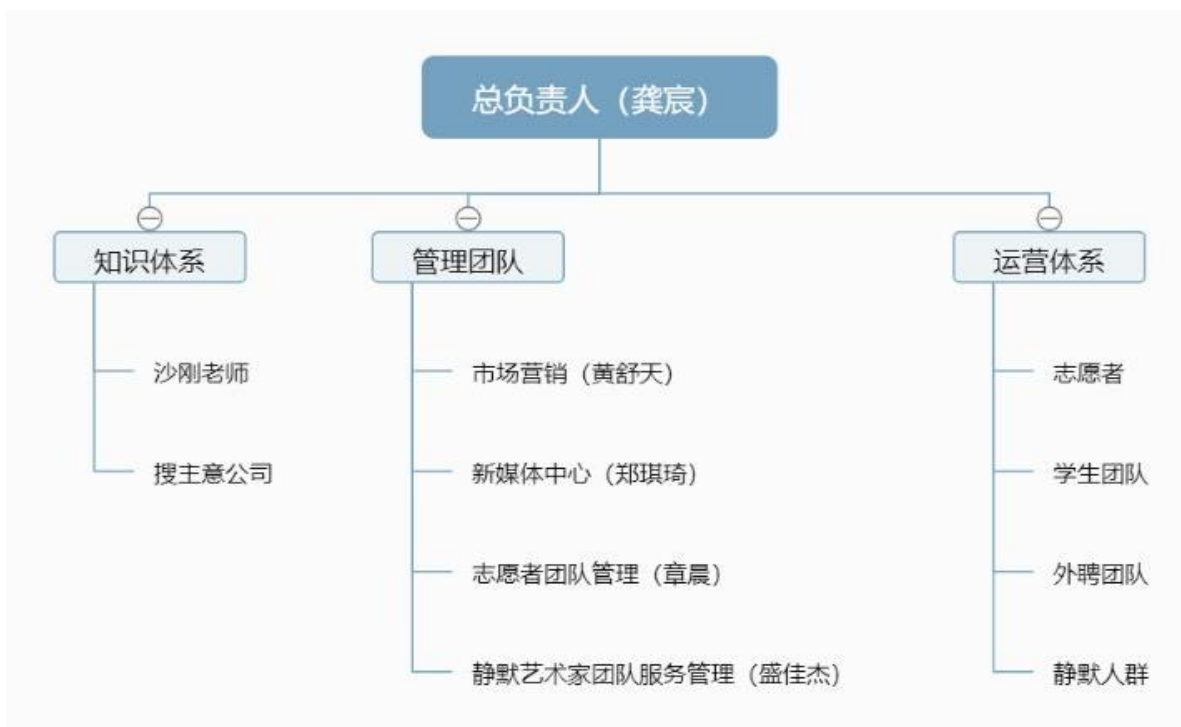 总负责人（龚宸）
知识体系
管理团队
运营体系
沙刚老师
市场营销（黄舒天）
志愿者
搜主意公司
新媒体中心（郑琪琦）
学生团队
志愿者团队管理（章晨）
外聘团队
静默艺术家团队服务管理（盛佳杰）
静默人群